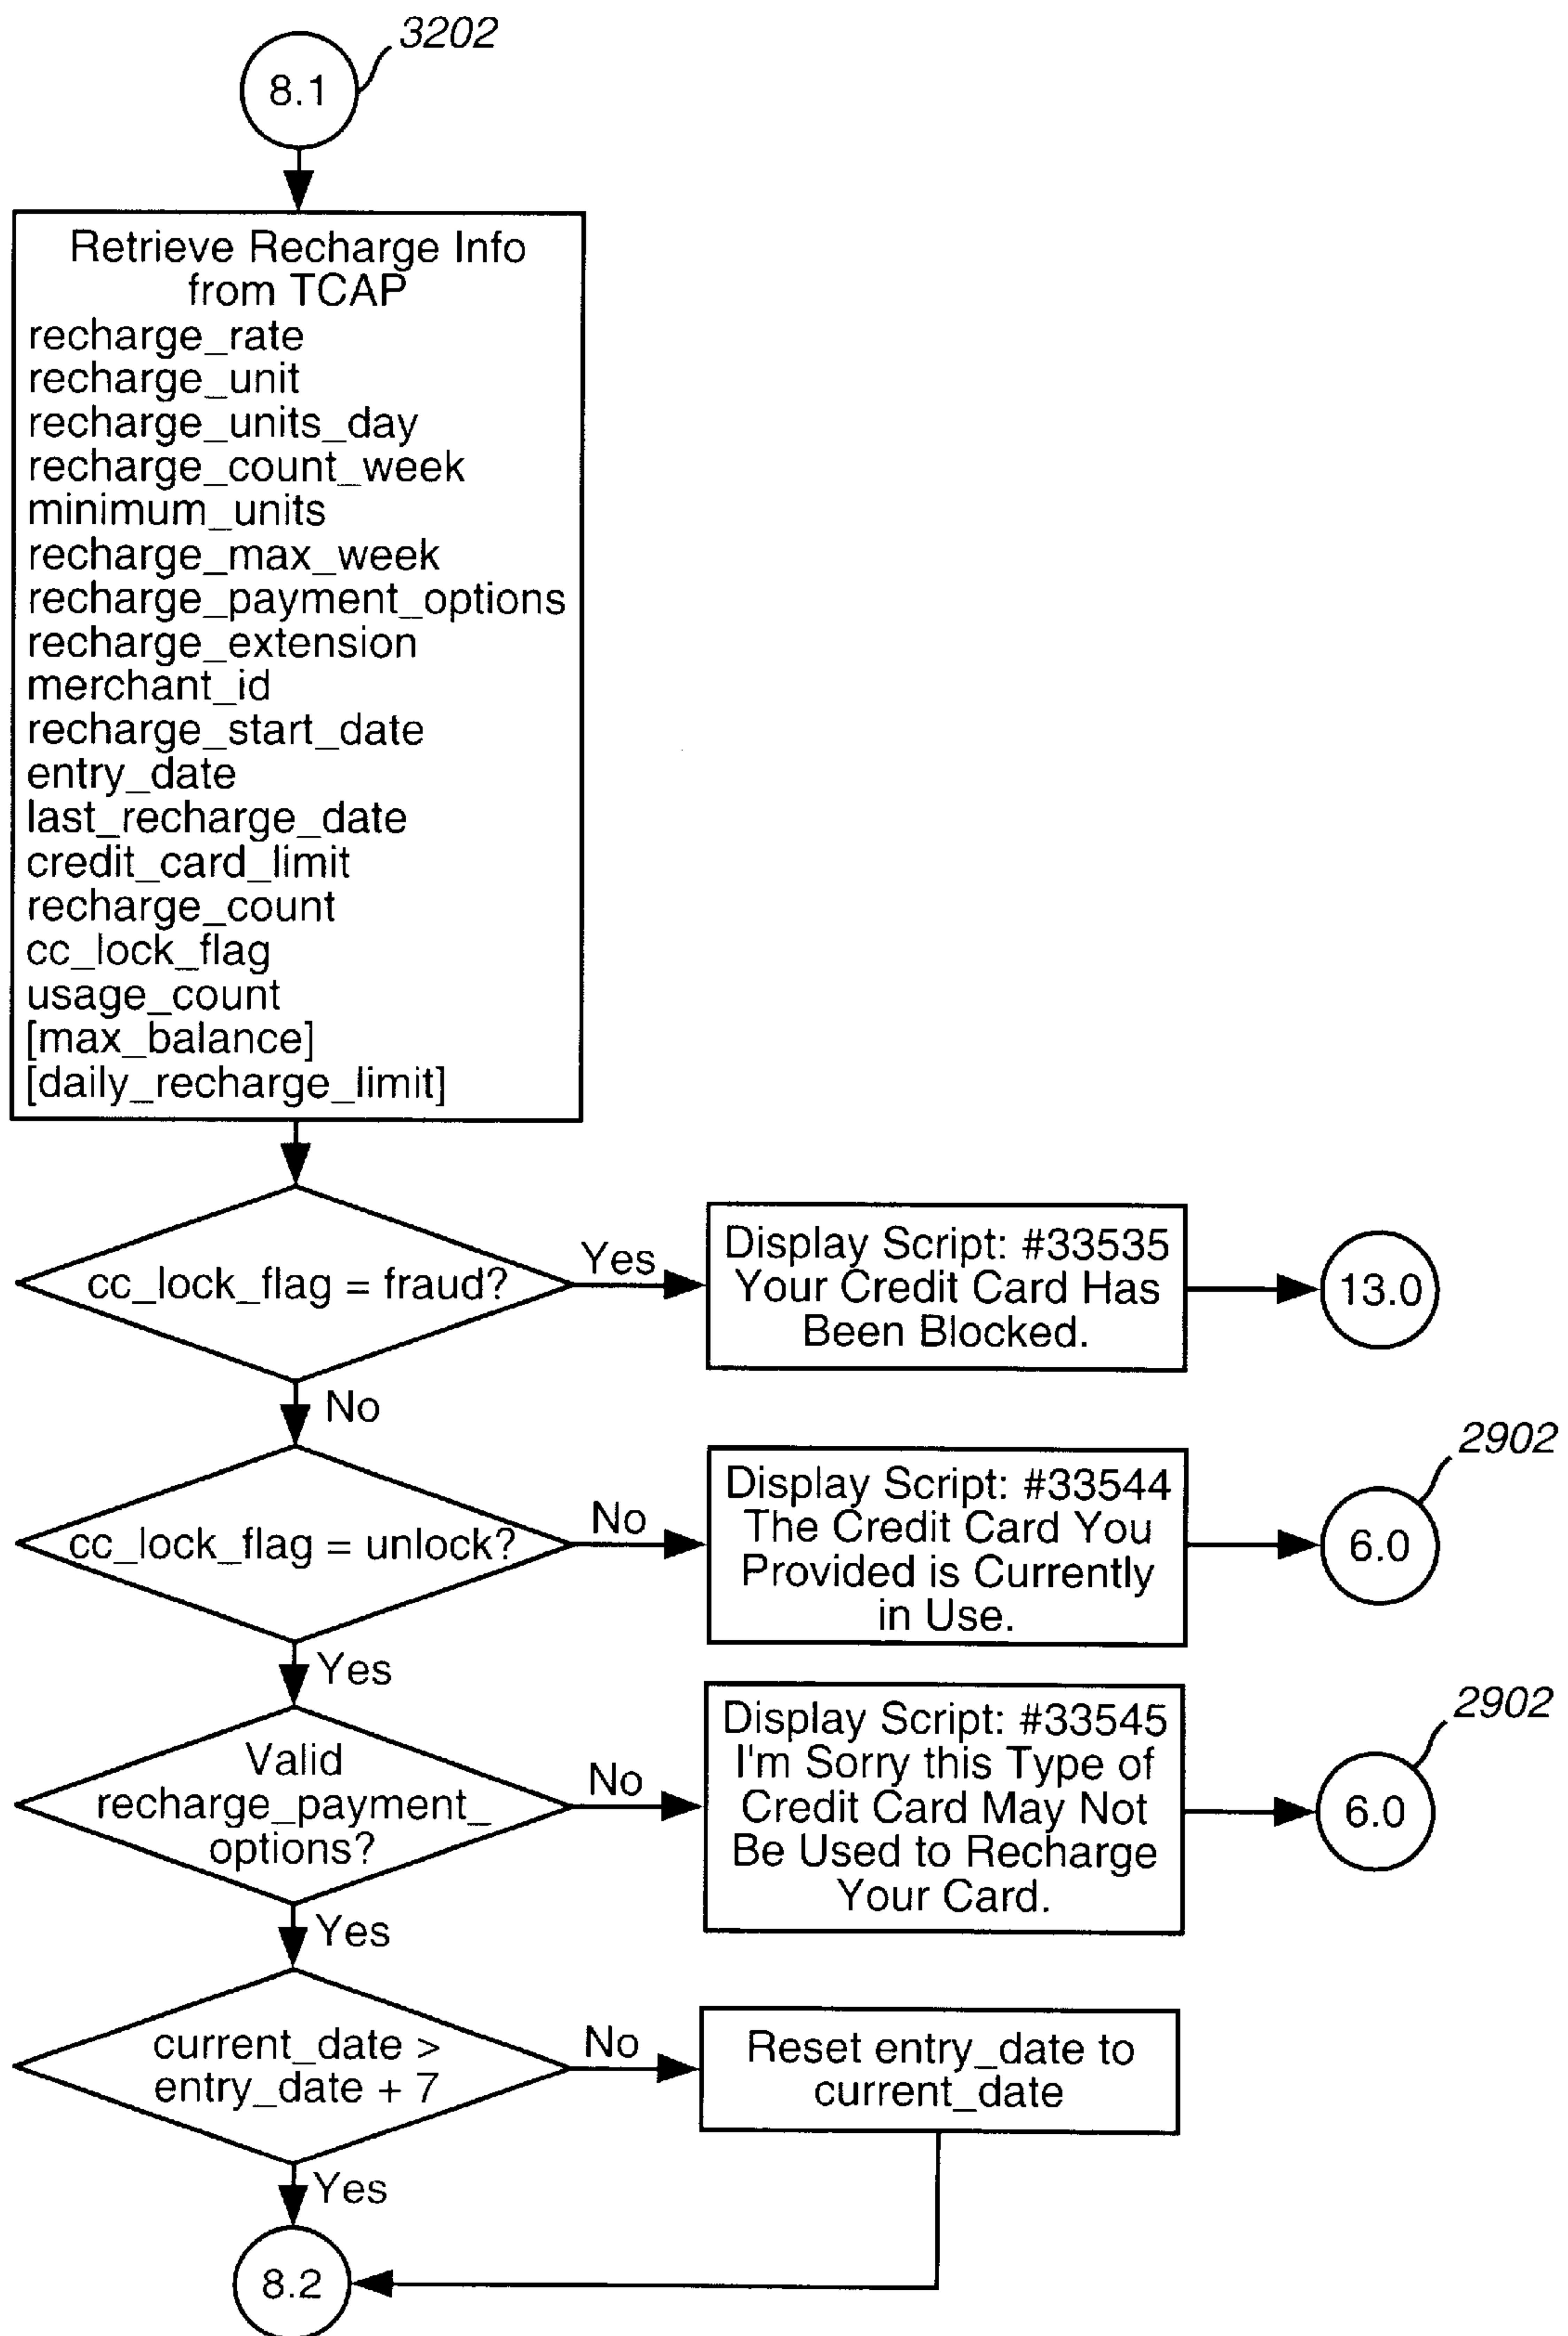 3202
8.1
Retrieve Recharge Info
from TCAP
recharge_rate
recharge_unit
recharge_units_day
recharge_count_week
minimum_units
recharge_max_week
recharge_payment_options
recharge_extension
merchant_id
recharge_start_date
entry_date
last_recharge_date
credit_card_limit
recharge_count
cc_lock_flag
usage_count
[max_balance]
[daily_recharge_limit]
cc_lock_flag = fraud?
Yes
Display Script: #33535
Your Credit Card Has
Been Blocked.
13.0
No
cc_lock_flag = unlock?
No
Display Script: #33544
The Credit Card You
Provided is Currently
in Use.
2902
6.0
Yes
Valid
recharge_payment_
options?
No
Display Script: #33545
I'm Sorry this Type of
Credit Card May Not
Be Used to Recharge
Your Card.
2902
6.0
Yes
current_date >
entry_date + 7
No
Reset entry_date to
current_date
Yes
8.2